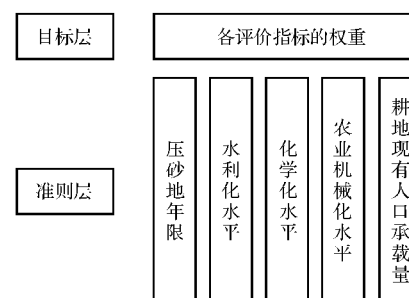 目标层
各评价指标的权重
准则层
压砂地年限
水利化水平
化学化水平
农业机械化水平
耕地现有人口承载量